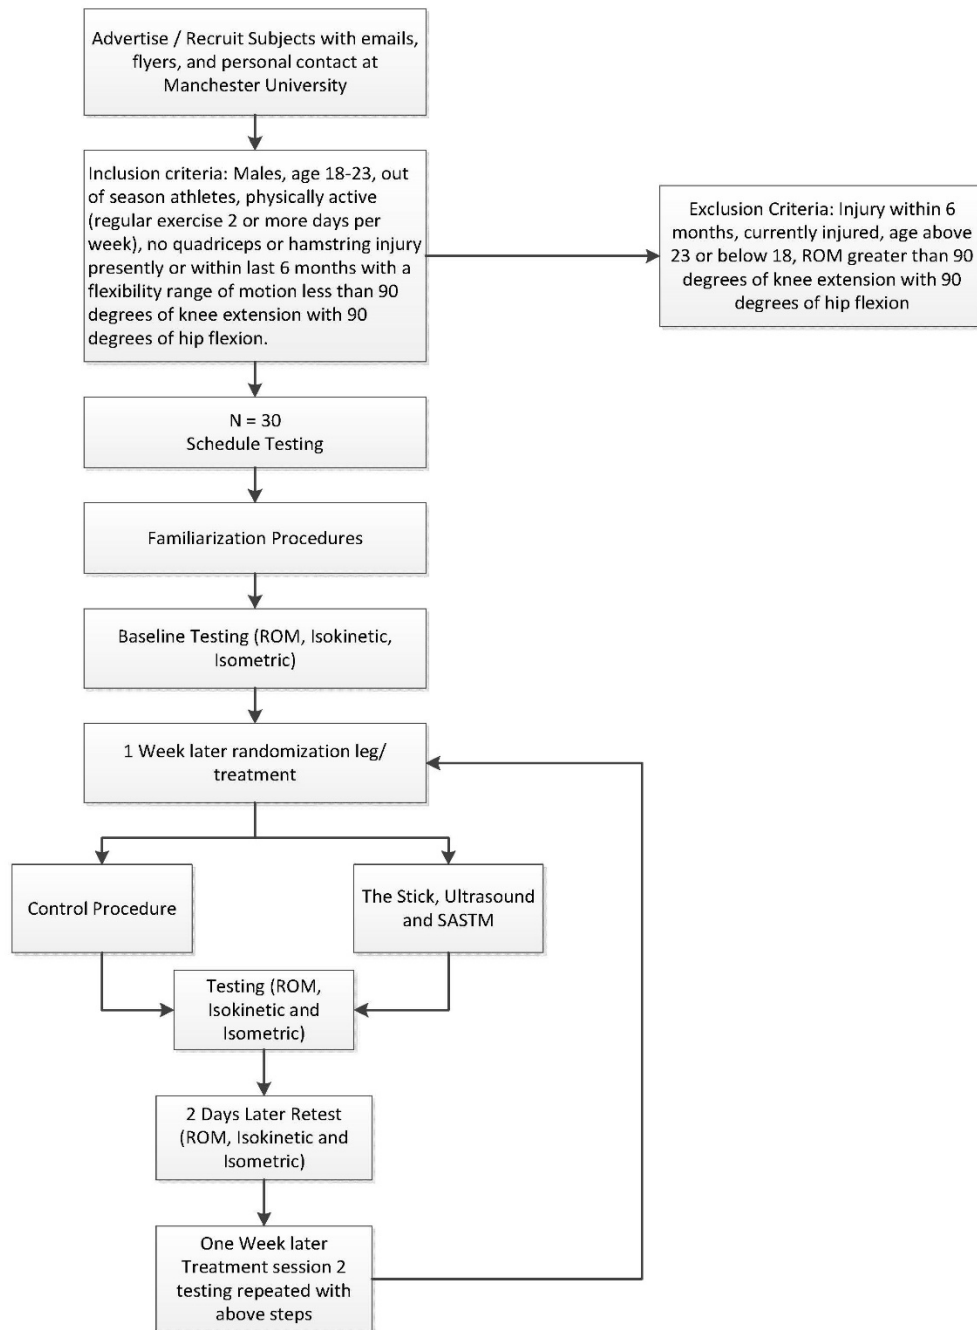 Advertise / Recruit Subjects with emails,
flyers, and personal contact at
Manchester University
Inclusion criteria: Males, age 18-23, out
of season athletes, physically active
(regular exercise 2 or more days per
week), no quadriceps or hamstring injury
presently or within last 6 months with a
flexibility range of motion less than 90
degrees of knee extension with 90
degrees of hip flexion.
Exclusion Criteria: Injury within 6
months, currently injured, age above
23 or below 18, ROM greater than 90
degrees of knee extension with 90
degrees of hip flexion
N = 30
Schedule Testing
Familiarization Procedures
Baseline Testing (ROM, Isokinetic,
Isometric)
1 Week later randomization leg/
treatment
Control Procedure
The Stick, Ultrasound
and SASTM
Testing (ROM,
Isokinetic and
Isometric)
2 Days Later Retest
(ROM, Isokinetic and
Isometric)
One Week later
Treatment session 2
testing repeated with
above steps